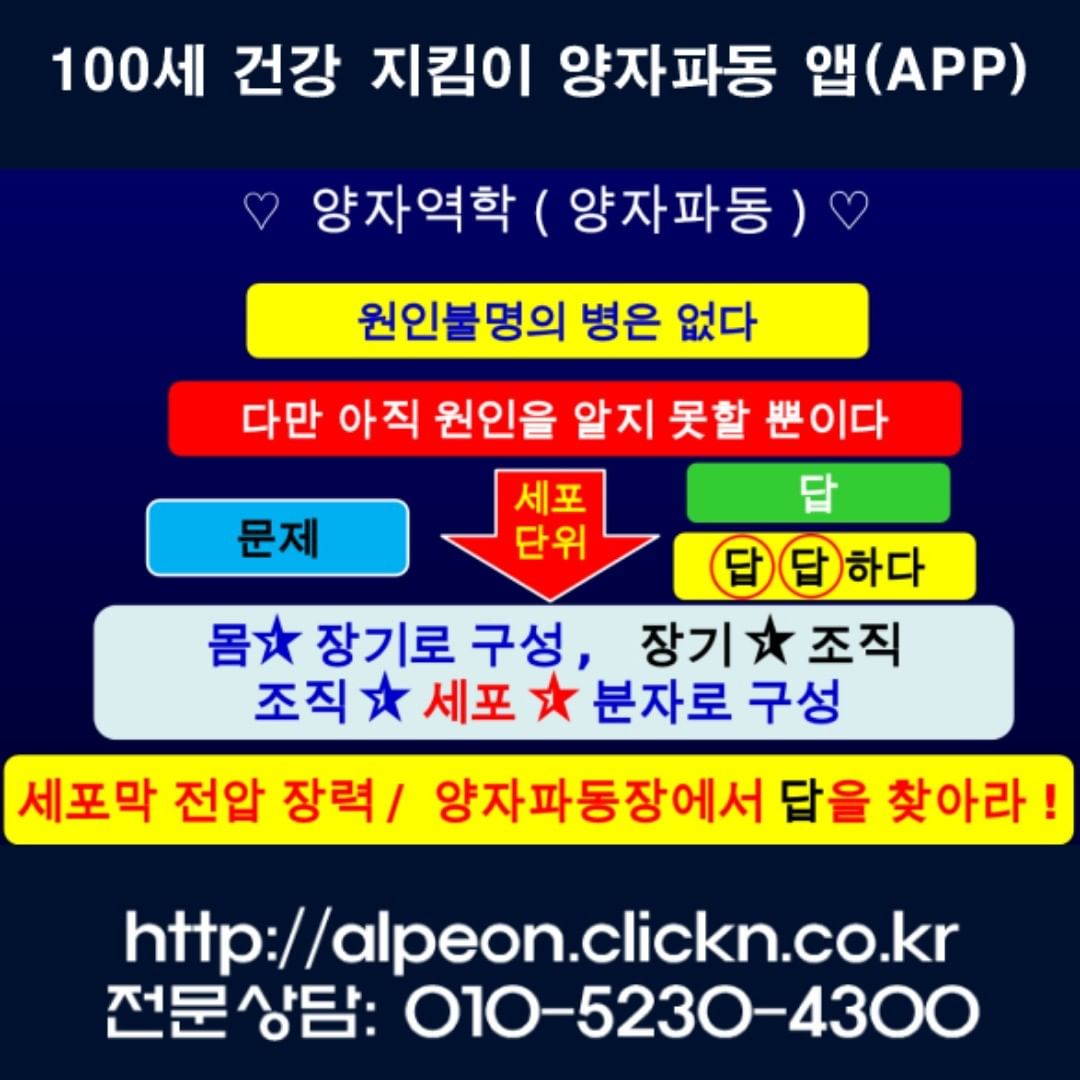 100세 건강 지킴이 양자파동 앱(APP)
♡ 양자역학 ( 양자파동 ) ♡
원인불명의 병은 없다
다만 아직 원인을 알지 못할 뿐이다
문제
세포
단위
답
답답하다
몸☆ 장기로 구성, 장기☆조직
조직☆세포☆분자로 구성
세포막 전압 장력/ 양자파동장에서 답을 찾아라 !
http://alpeon.clickn.co.kr
전문상담: 010-5230-4300